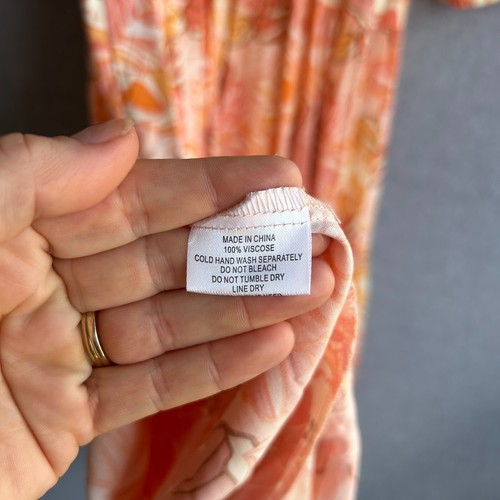 MADE IN CHINA
100% VISCOSE
COLD HAND WASH SEPARATELY
DO NOT BLEACH
DO NOT TUMBLE DRY
LINE DRY